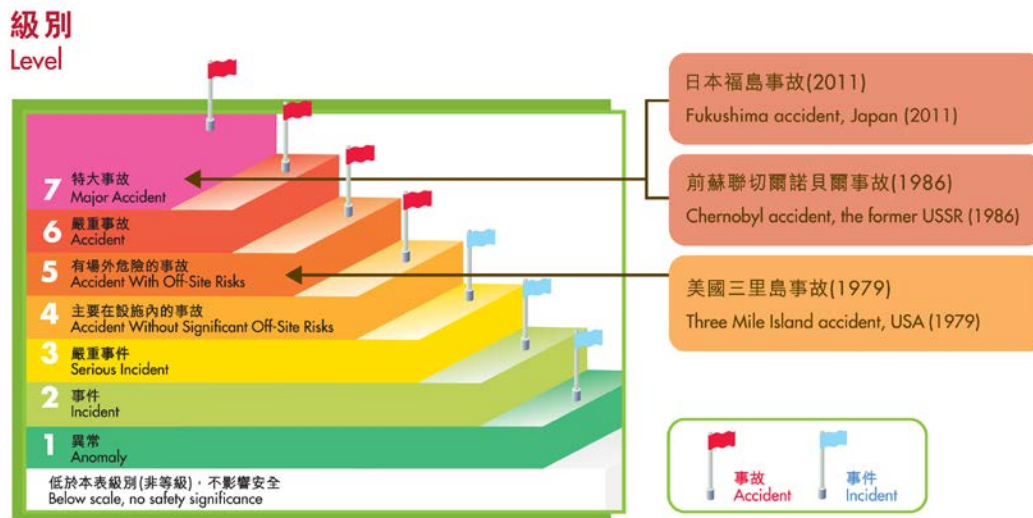 級別
Level
7 特大事故
Major Accident
6 嚴重事故
Accident
5 有場外危險的事故
Accident With Off-Site Risks
4 主要在設施內的事故
Accident Without Significant Off-Site Risks
3 嚴重事件
Serious Incident
2 事件
Incident
1 異常
Anomaly
低於本表級別(非等級)，不影響安全
Below scale, no safety significance
日本福島事故(2011)
Fukushima accident, Japan (2011)
前蘇聯切爾諾貝爾事故(1986)
Chernobyl accident, the former USSR (1986)
美國三里島事故(1979)
Three Mile Island accident, USA (1979)
事故
Accident
事件
Incident